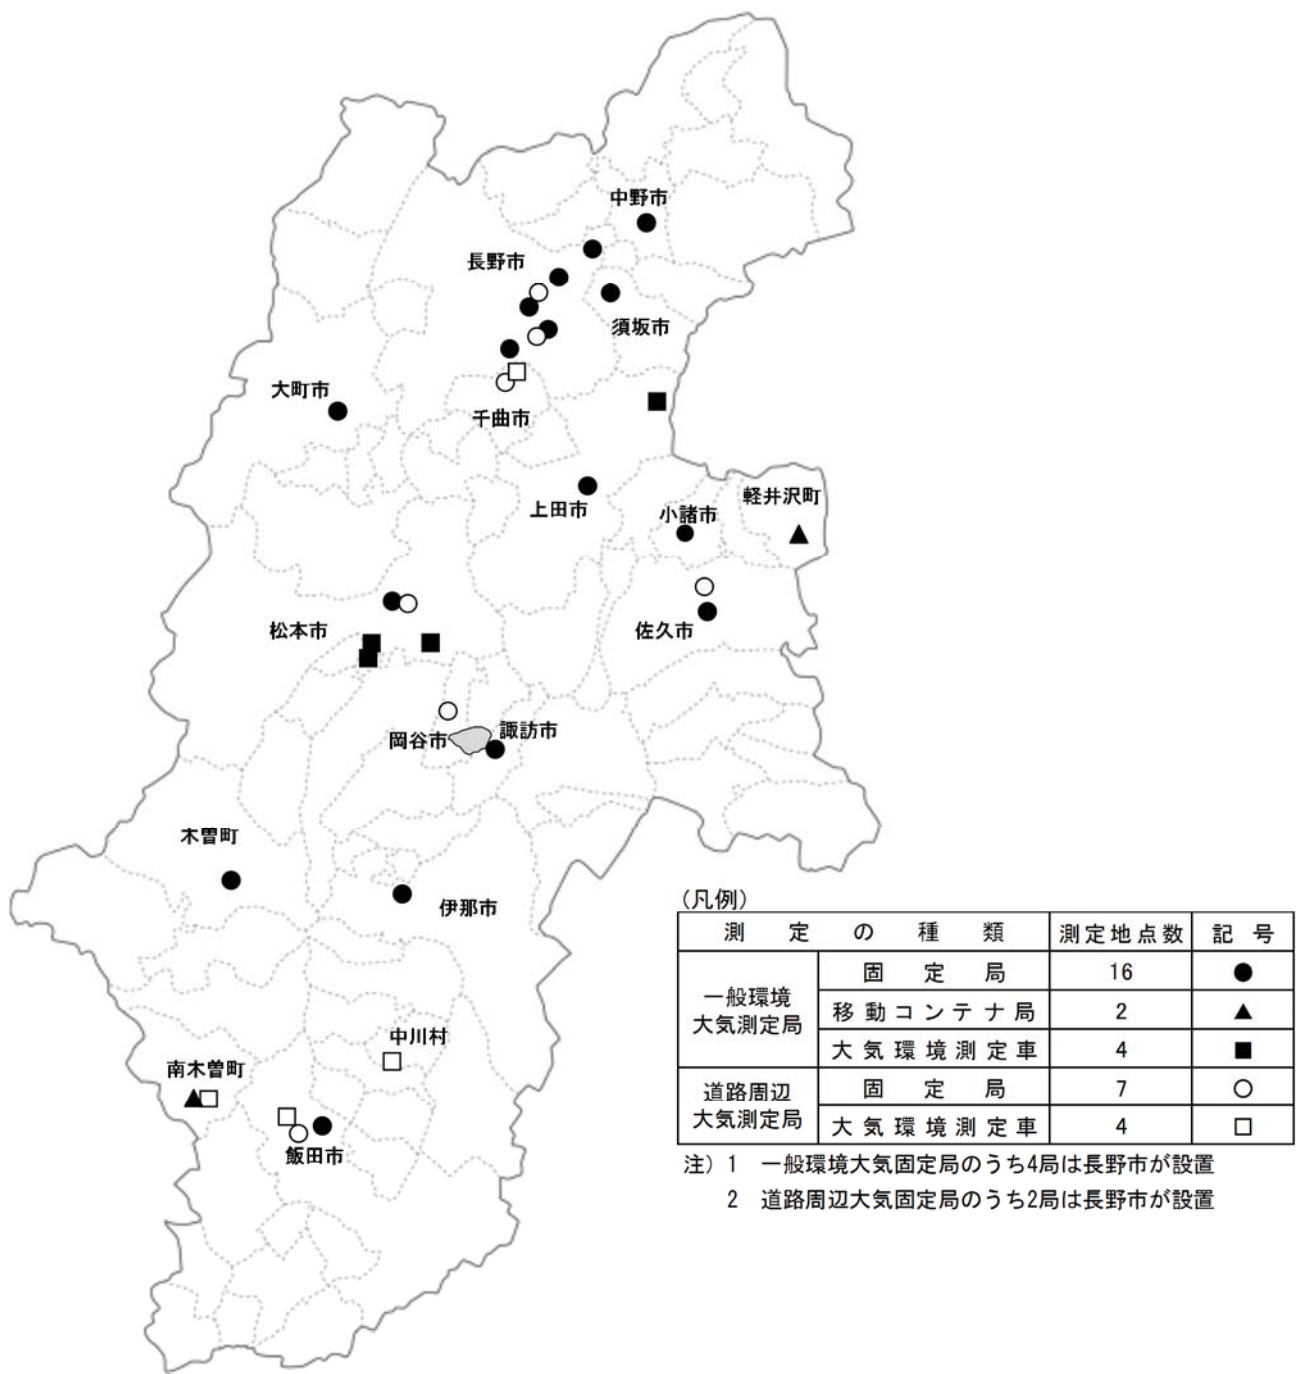 中野市
長野市
須坂市
大町市
千曲市
上田市
小諸市
軽井沢町
松本市
佐久市
岡谷市
諏訪市
木曽町
伊那市
中川村
南木曽町
飯田市
(凡例)
測定の種類 測定地点数 記号
一般環境大気測定局 固定局 16 ●
移動コンテナ局 2 ▲
大気環境測定車 4 ■
道路周辺大気測定局 固定局 7 ○
大気環境測定車 4 □
注) 1 一般環境大気固定局のうち4局は長野市が設置
2 道路周辺大気固定局のうち2局は長野市が設置